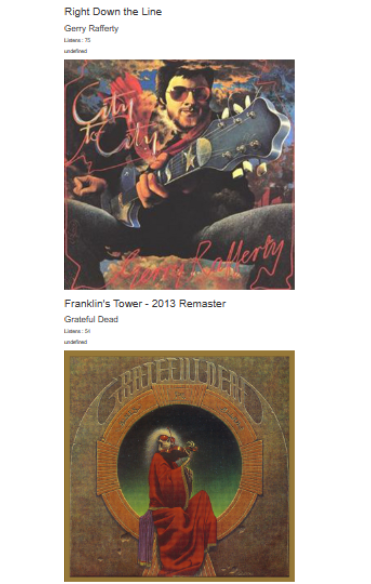 Right Down the Line
Gerry Rafferty
Listens : 75
undefined
City
to City
Gerry Rafferty
Franklin's Tower - 2013 Remaster
Grateful Dead
Listens : 51
undefined
GRATEFUL DEAD